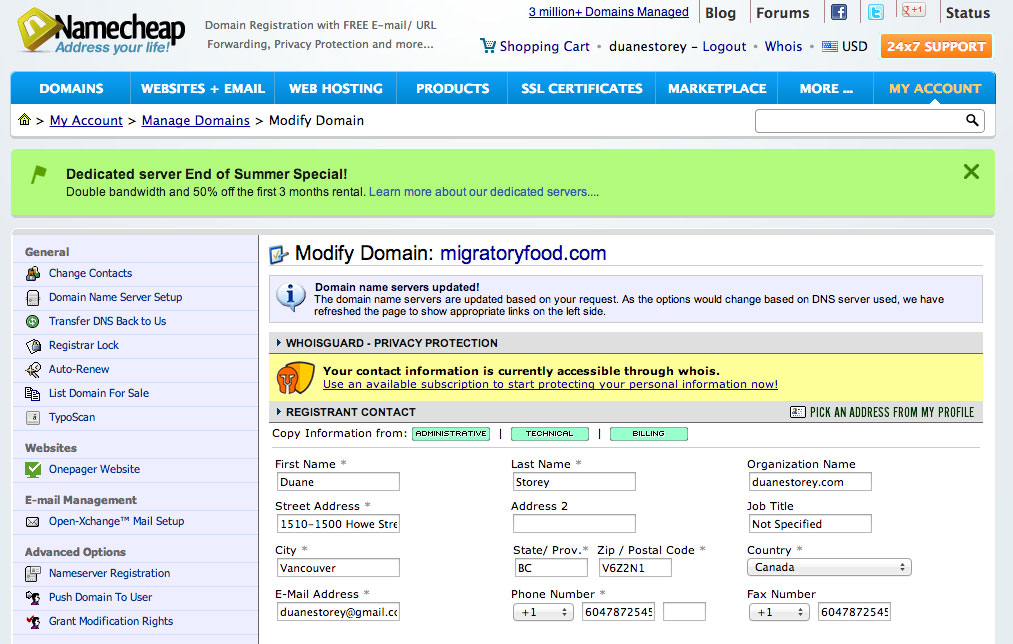 Namecheap
Address your life!
Domain Registration with FREE E-mail/ URL
Forwarding, Privacy Protection and more...
3 million+ Domains Managed Blog Forums g +1 Status
Shopping Cart • duanestorey - Logout • Whois • USD 24x7 SUPPORT
DOMAINS WEBSITES + EMAIL WEB HOSTING PRODUCTS SSL CERTIFICATES MARKETPLACE MORE ... MY ACCOUNT
> My Account > Manage Domains > Modify Domain
Dedicated server End of Summer Special!
Double bandwidth and 50% off the first 3 months rental. Learn more about our dedicated servers....
General
Change Contacts
Domain Name Server Setup
Transfer DNS Back to Us
Registrar Lock
Auto-Renew
List Domain For Sale
TypoScan
Websites
Onepager Website
E-mail Management
Open-Xchange™ Mail Setup
Advanced Options
Nameserver Registration
Push Domain To User
Grant Modification Rights
Modify Domain: migratoryfood.com
Domain name servers updated!
The domain name servers are updated based on your request. As the options would change based on DNS server used, we have
refreshed the page to show appropriate links on the left side.
WHOISGUARD - PRIVACY PROTECTION
Your contact information is currently accessible through whois.
Use an available subscription to start protecting your personal information now!
REGISTRANT CONTACT PICK AN ADDRESS FROM MY PROFILE
Copy Information from: ADMINISTRATIVE | TECHNICAL | BILLING
First Name * Last Name * Organization Name
Duane Storey duanestorey.com
Street Address * Address 2 Job Title
1510-1500 Howe Stre Not Specified
City * State/ Prov.* Zip / Postal Code * Country *
Vancouver BC V6Z2N1 Canada
E-Mail Address * Phone Number * Fax Number
duanestorey@gmail.cc +1 6047872545 +1 6047872545